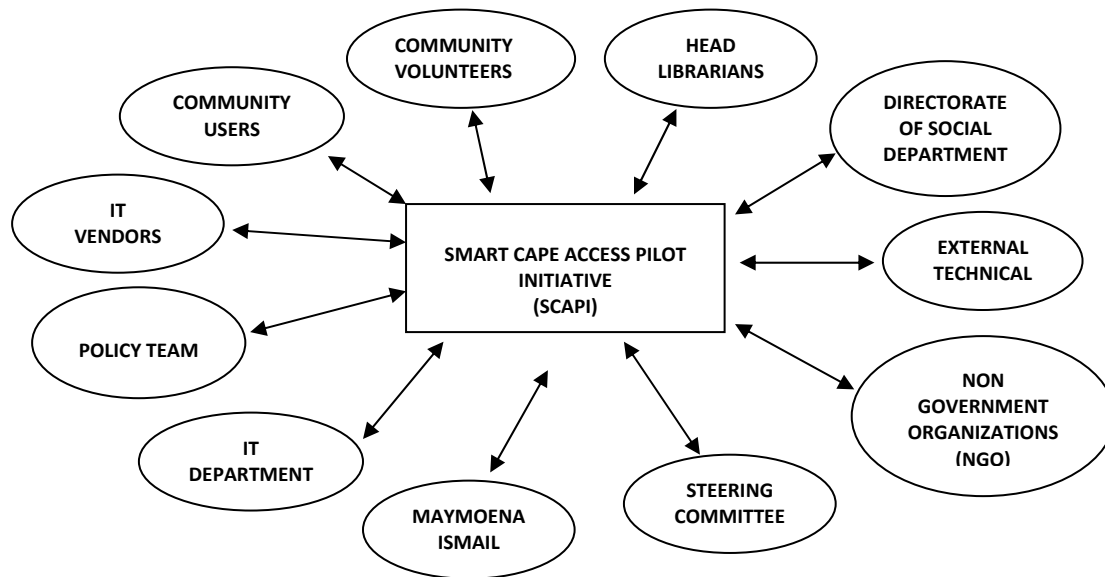 COMMUNITY
VOLUNTEERS
HEAD
LIBRARIANS
COMMUNITY
USERS
DIRECTORATE
OF SOCIAL
DEPARTMENT
IT
VENDORS
SMART CAPE ACCESS PILOT
INITIATIVE
(SCAPI)
EXTERNAL
TECHNICAL
POLICY TEAM
NON
GOVERNMENT
ORGANIZATIONS
(NGO)
IT
DEPARTMENT
MAYMOENA
ISMAIL
STEERING
COMMITTEE